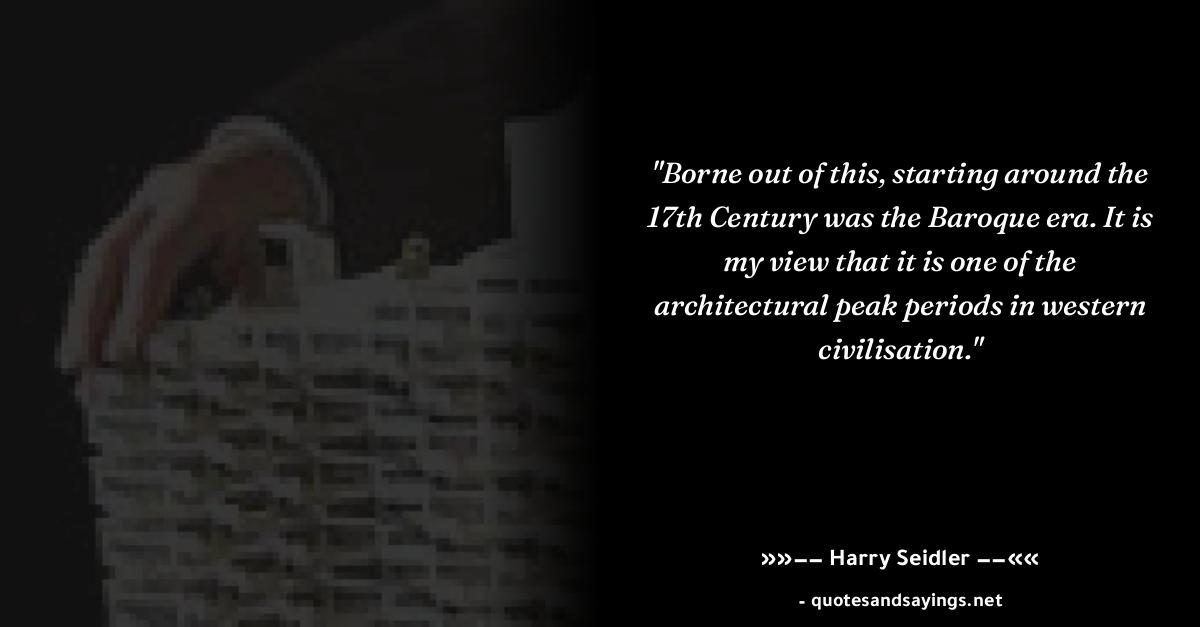 "Borne out of this, starting around the
17th Century was the Baroque era. It is
my view that it is one of the
architectural peak periods in western
civilisation."
»»−− Harry Seidler −−««
- quotesandsayings.net